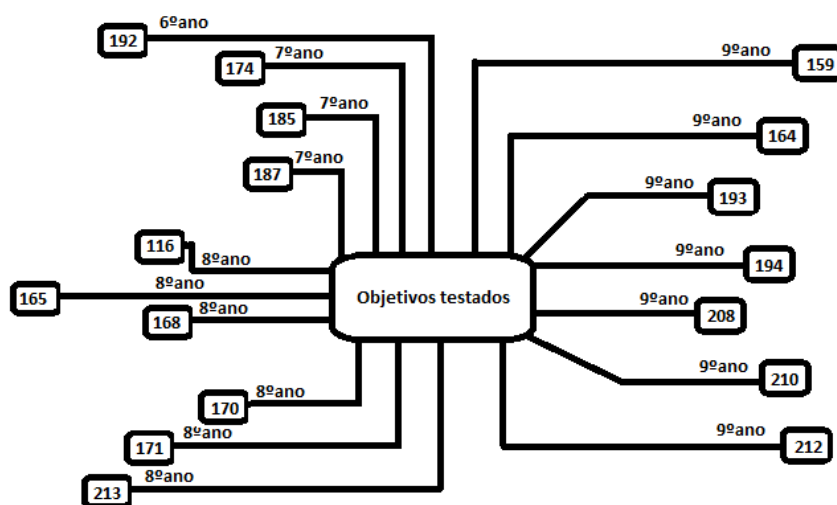 6ºano
192
7ºano
174
7ºano
185
7ºano
187
8ºano
116
8ºano
165
8ºano
168
8ºano
170
8ºano
171
8ºano
213
Objetivos testados
9ºano
159
9ºano
164
9ºano
193
9ºano
194
9ºano
208
9ºano
210
9ºano
212